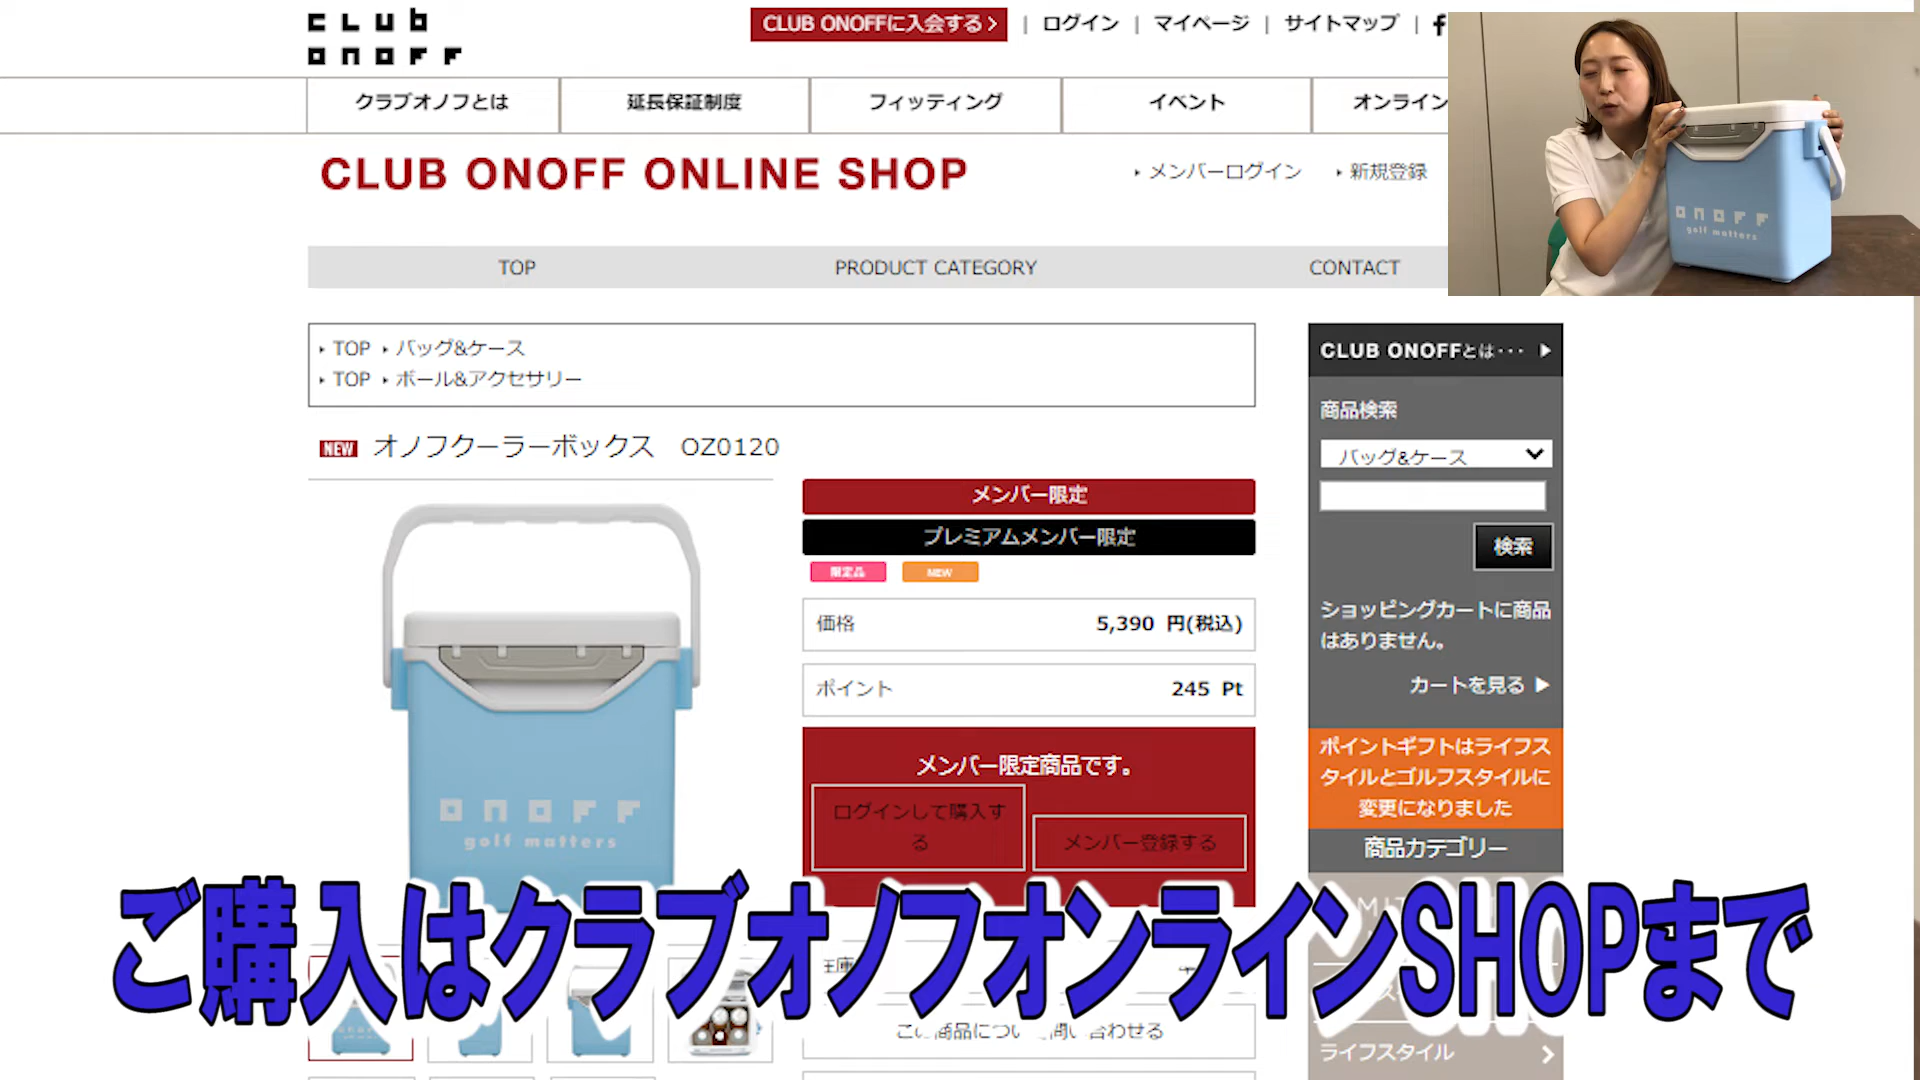 CLUB
ONOFF
CLUB ONOFFに入会する
ログイン
マイページ
サイトマップ
クラブオノフとは
延長保証制度
フィッティング
イベント
オンライン
CLUB ONOFF ONLINE SHOP
メンバーログイン
新規登録
onoff
golf matters
TOP
PRODUCT CATEGORY
CONTACT
TOP バッグ&ケース
TOP ボール&アクセサリー
NEW オノフクーラーボックス OZ0120
メンバー限定
プレミアムメンバー限定
限定品
NEW
価格
5,390 円(税込)
ポイント
245 Pt
メンバー限定商品です。
ログインして購入す
る
メンバー登録する
onoff
golf matters
CLUB ONOFFとは･･･
商品検索
バッグ&ケース
検索
ショッピングカートに商品
はありません。
カートを見る
ポイントギフトはライフス
タイルとゴルフスタイルに
変更になりました
商品カテゴリー
ご購入はクラブオノフオンラインSHOPまで
ライフスタイル